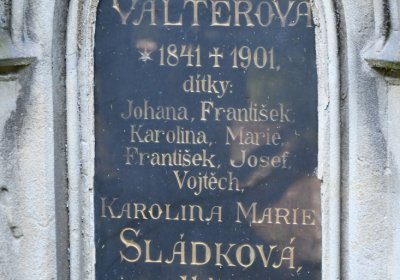 VALTEROVÁ
* 1841 + 1901,
dítky:
Johana, František,
Karolina, Marie
František, Josef,
Vojtěch,
KAROLINA MARIE
SLÁDKOVÁ